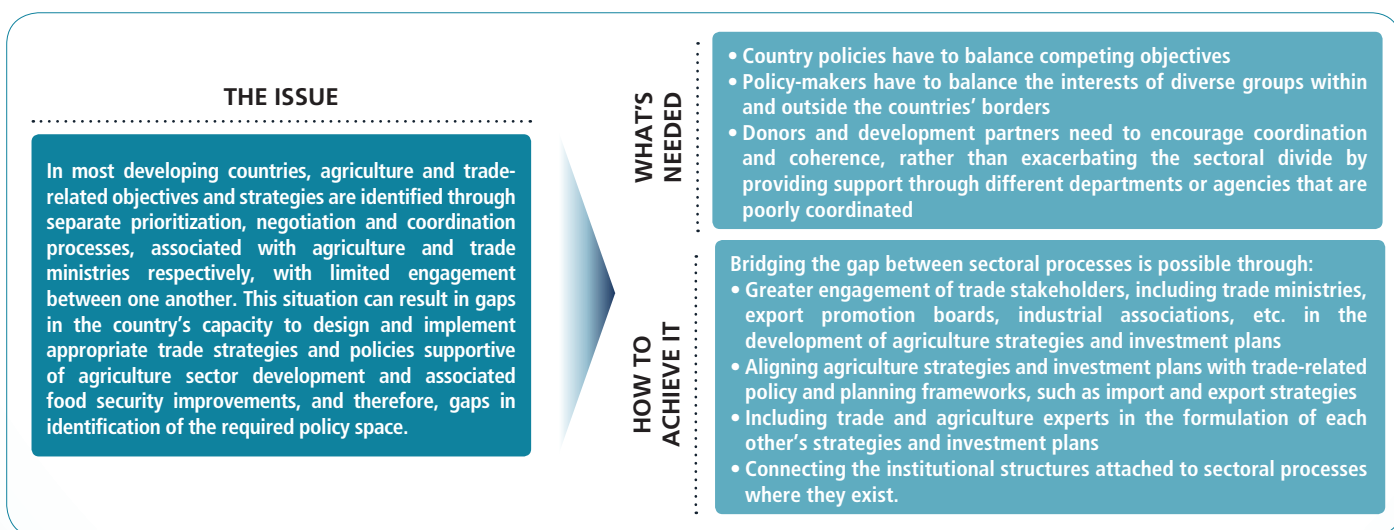 THE ISSUE
In most developing countries, agriculture and trade-
related objectives and strategies are identified through
separate prioritization, negotiation and coordination
processes, associated with agriculture and trade
ministries respectively, with limited engagement
between one another. This situation can result in gaps
in the country's capacity to design and implement
appropriate trade strategies and policies supportive
of agriculture sector development and associated
food security improvements, and therefore, gaps in
identification of the required policy space.
WHAT'S
NEEDED
• Country policies have to balance competing objectives
• Policy-makers have to balance the interests of diverse groups within
and outside the countries' borders
• Donors and development partners need to encourage coordination
and coherence, rather than exacerbating the sectoral divide by
providing support through different departments or agencies that are
poorly coordinated
HOW TO
ACHIEVE IT
Bridging the gap between sectoral processes is possible through:
• Greater engagement of trade stakeholders, including trade ministries,
export promotion boards, industrial associations, etc. in the
development of agriculture strategies and investment plans
• Aligning agriculture strategies and investment plans with trade-related
policy and planning frameworks, such as import and export strategies
• Including trade and agriculture experts in the formulation of each
other's strategies and investment plans
• Connecting the institutional structures attached to sectoral processes
where they exist.